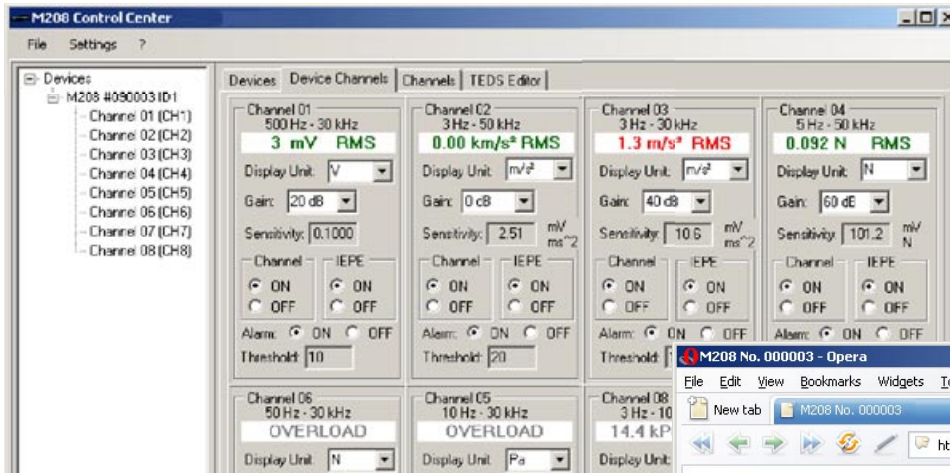 M208 Control Center
File Settings ?
Devices
M208 #090003 ID1
Channel 01 (CH1)
Channel 02 (CH2)
Channel 03 (CH3)
Channel 04 (CH4)
Channel 05 (CH5)
Channel 06 (CH6)
Channel 07 (CH7)
Channel 08 (CH8)
Devices Device Channels Channels TEDS Editor
Channel 01
500 Hz - 30 kHz
3 mV RMS
Display Unit: V
Gain: 20 dB
Sensitivity: 0.1000
Channel IEPE
ON ON
OFF OFF
Alarm: ON OFF
Threshold: 10
Channel 02
3 Hz - 50 kHz
0.00 km/s² RMS
Display Unit: m/s²
Gain: 0 dB
Sensitivity: 2.51 mV ms^2
Channel IEPE
ON ON
OFF OFF
Alarm: ON OFF
Threshold: 20
Channel 03
3 Hz - 30 kHz
1.3 m/s² RMS
Display Unit: m/s²
Gain: 40 dB
Sensitivity: 10.6 mV ms^2
Channel IEPE
ON ON
OFF OFF
Alarm: ON OFF
Threshold:
Channel 04
5 Hz - 50 kHz
0.092 N RMS
Display Unit: N
Gain: 60 dB
Sensitivity: 101.2 mV N
Channel IEPE
ON ON
OFF OFF
Alarm: ON OFF
Channel 06
50 Hz - 30 kHz
OVERLOAD
Display Unit: N
Channel 05
10 Hz - 30 kHz
OVERLOAD
Display Unit: Pa
Channel 08
3 Hz - 10
14.4 kP
Display Unit:
M208 No. 000003 - Opera
File Edit View Bookmarks Widgets
New tab M208 No. 000003